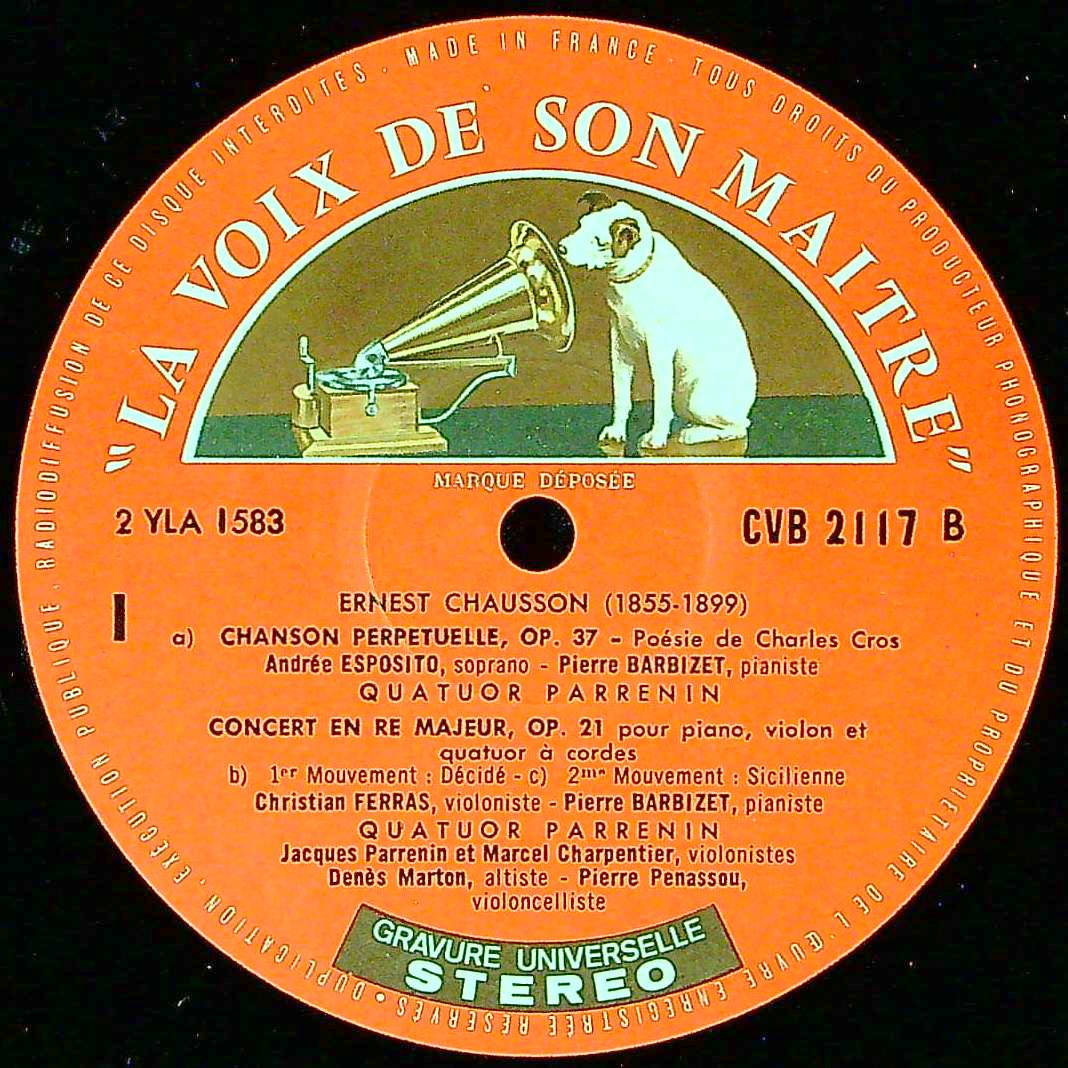 MADE IN FRANCE . TOUS DROITS DU PRODUCTEUR PHONOGRAPHIQUE ET DU PROPRIETAIRE DE L'ŒUVRE ENREGISTRÉE RÉSERVÉS • DUPLICATION . EXÉCUTION PUBLIQUE . RADIODIFFUSION DE CE DISQUE INTERDITES .
"LA VOIX DE SON MAITRE"
MARQUE DÉPOSÉE
2 YLA 1583
CVB 2117 B
I
ERNEST CHAUSSON (1855-1899)
a) CHANSON PERPETUELLE, OP. 37 - Poésie de Charles Cros
Andrée ESPOSITO, soprano - Pierre BARBIZET, pianiste
QUATUOR PARRENIN
CONCERT EN RE MAJEUR, OP. 21 pour piano, violon et
quatuor à cordes
b) 1er Mouvement : Décidé - c) 2me Mouvement : Sicilienne
Christian FERRAS, violoniste - Pierre BARBIZET, pianiste
QUATUOR PARRENIN
Jacques Parrenin et Marcel Charpentier, violonistes
Denès Marton, altiste - Pierre Penassou,
violoncelliste
GRAVURE UNIVERSELLE
STEREO